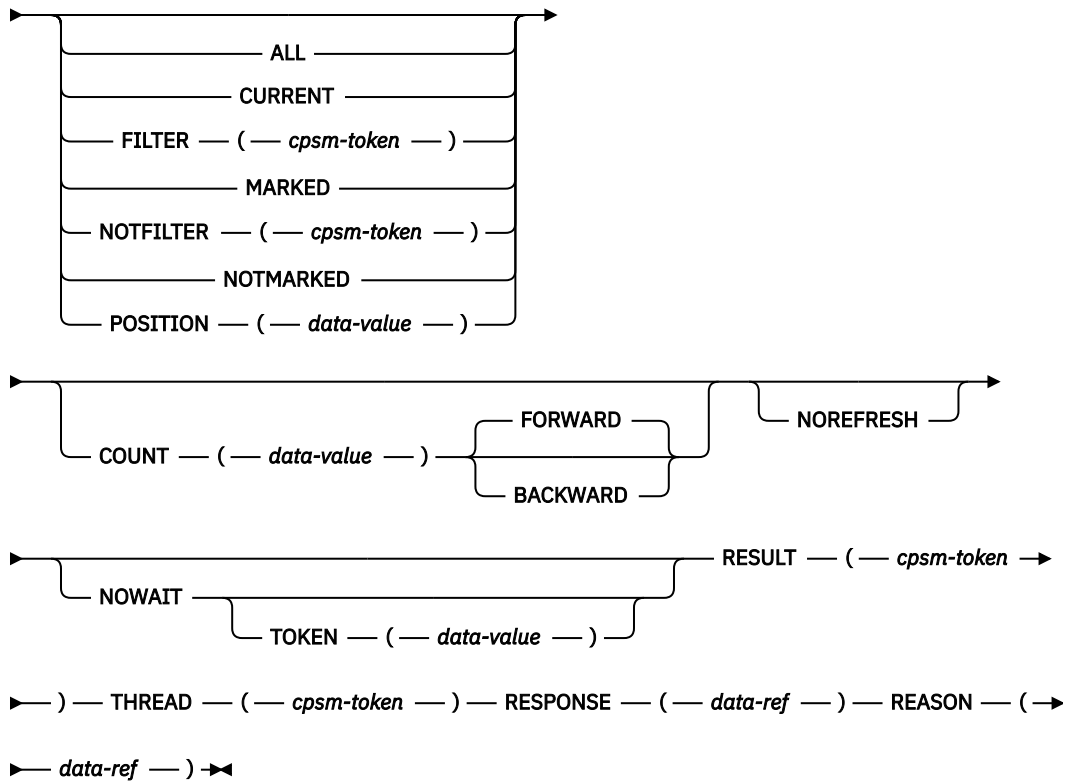 ALL
CURRENT
FILTER ( cpsm-token )
MARKED
NOTFILTER ( cpsm-token )
NOTMARKED
POSITION ( data-value )
FORWARD
NOREFRESH
COUNT ( data-value )
BACKWARD
RESULT ( cpsm-token
NOWAIT
TOKEN ( data-value )
) THREAD ( cpsm-token ) RESPONSE ( data-ref ) REASON (
data-ref )